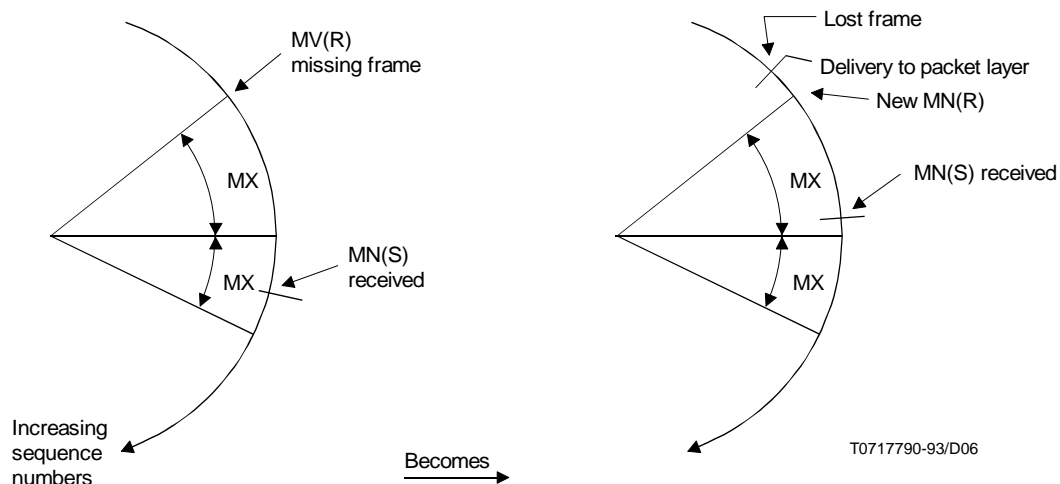 MV(R)
missing frame
MX
MX
MN(S)
received
Increasing
sequence
numbers
Becomes
Lost frame
Delivery to packet layer
New MN(R)
MX
MN(S) received
MX
T0717790-93/D06